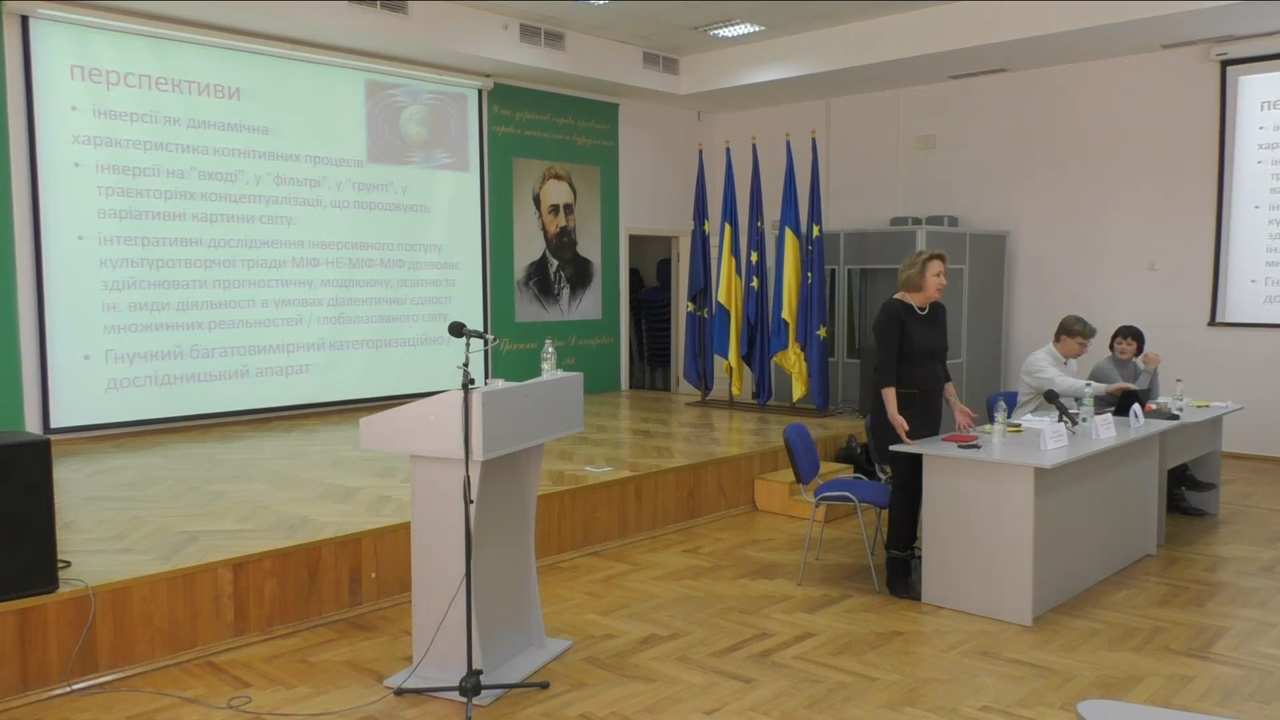 перспективи
• інверсії як динамічна
характеристика когнітивних процесів
• інверсії на "вході", у "фільтрі", у "грунті", у
траєкторіях концептуалізації, що породжують
варіативні картини світу.
• інтегративні дослідження інверсивного поступу
культуротворчої тріади МІФ-НЕ-МІФ-МІФ дозволяє
здійснювати прогностичну, модлюючу, освітню та
ін. види діяльності в умовах діалектичної єдності
множинних реальностей / глобалізованого світу.
• Гнучкий багатовимірний категоризаційно /
дослідницький апарат